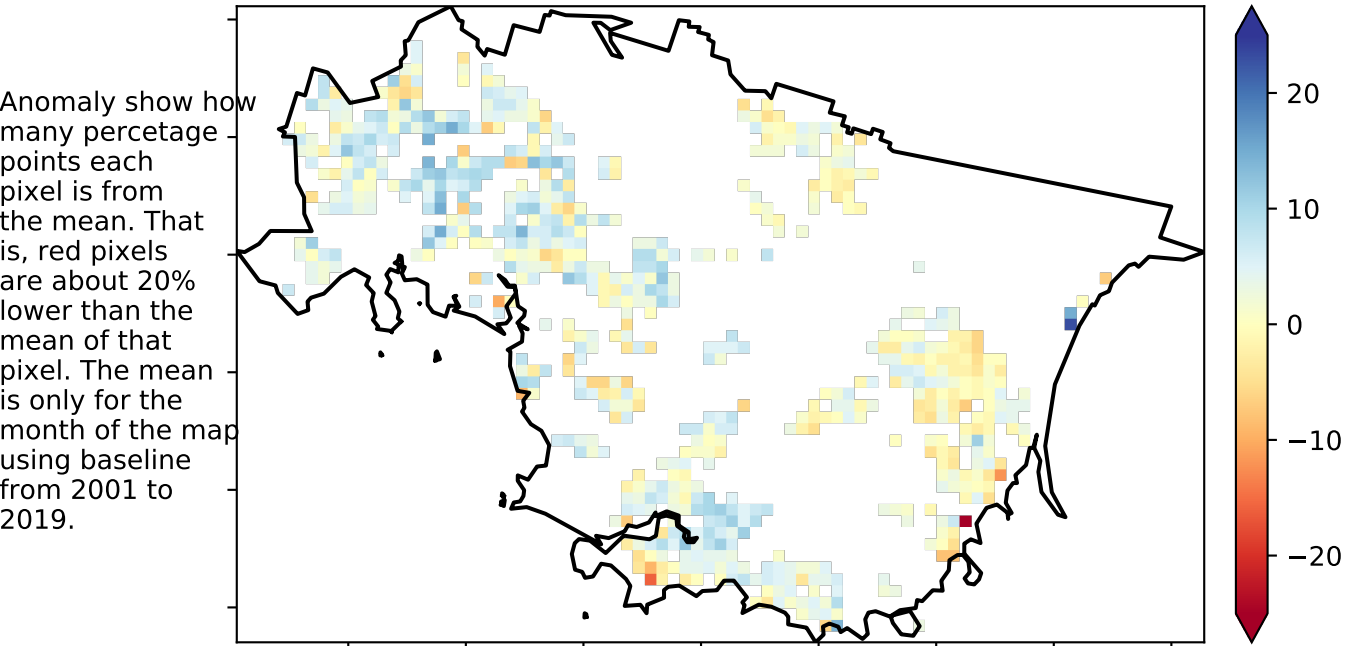 Anomaly show how
many percetage
points each
pixel is from
the mean. That
is, red pixels
are about 20%
lower than the
mean of that
pixel. The mean
is only for the
month of the map
using baseline
from 2001 to
2019.
20
10
0
−10
−20